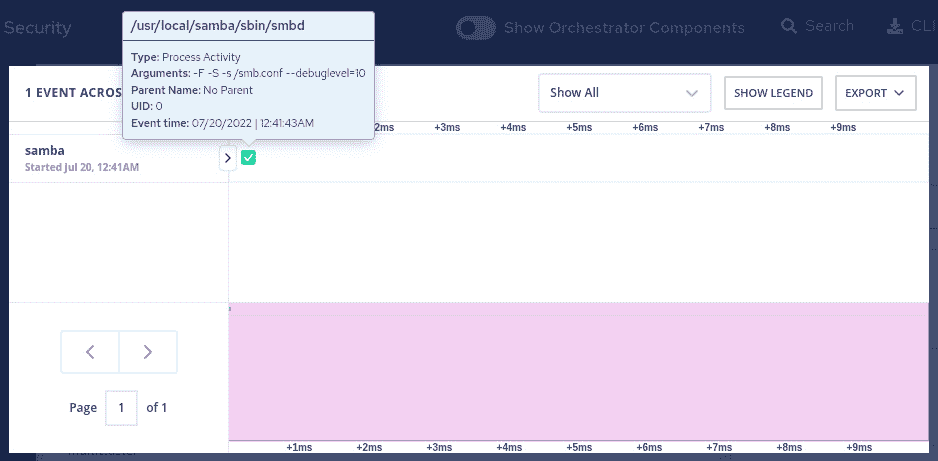 Security
Show Orchestrator Components
Search
CLI
/usr/local/samba/sbin/smbd
Type: Process Activity
Arguments: -F -S -s /smb.conf --debuglevel=10
Parent Name: No Parent
UID: 0
Event time: 07/20/2022 | 12:41:43AM
1 EVENT ACROS
Show All
SHOW LEGEND
EXPORT
2ms +3ms +4ms +5ms +6ms +7ms +8ms +9ms
samba
Started Jul 20, 12:41AM
Page 1 of 1
+1ms +2ms +3ms +4ms +5ms +6ms +7ms +8ms +9ms